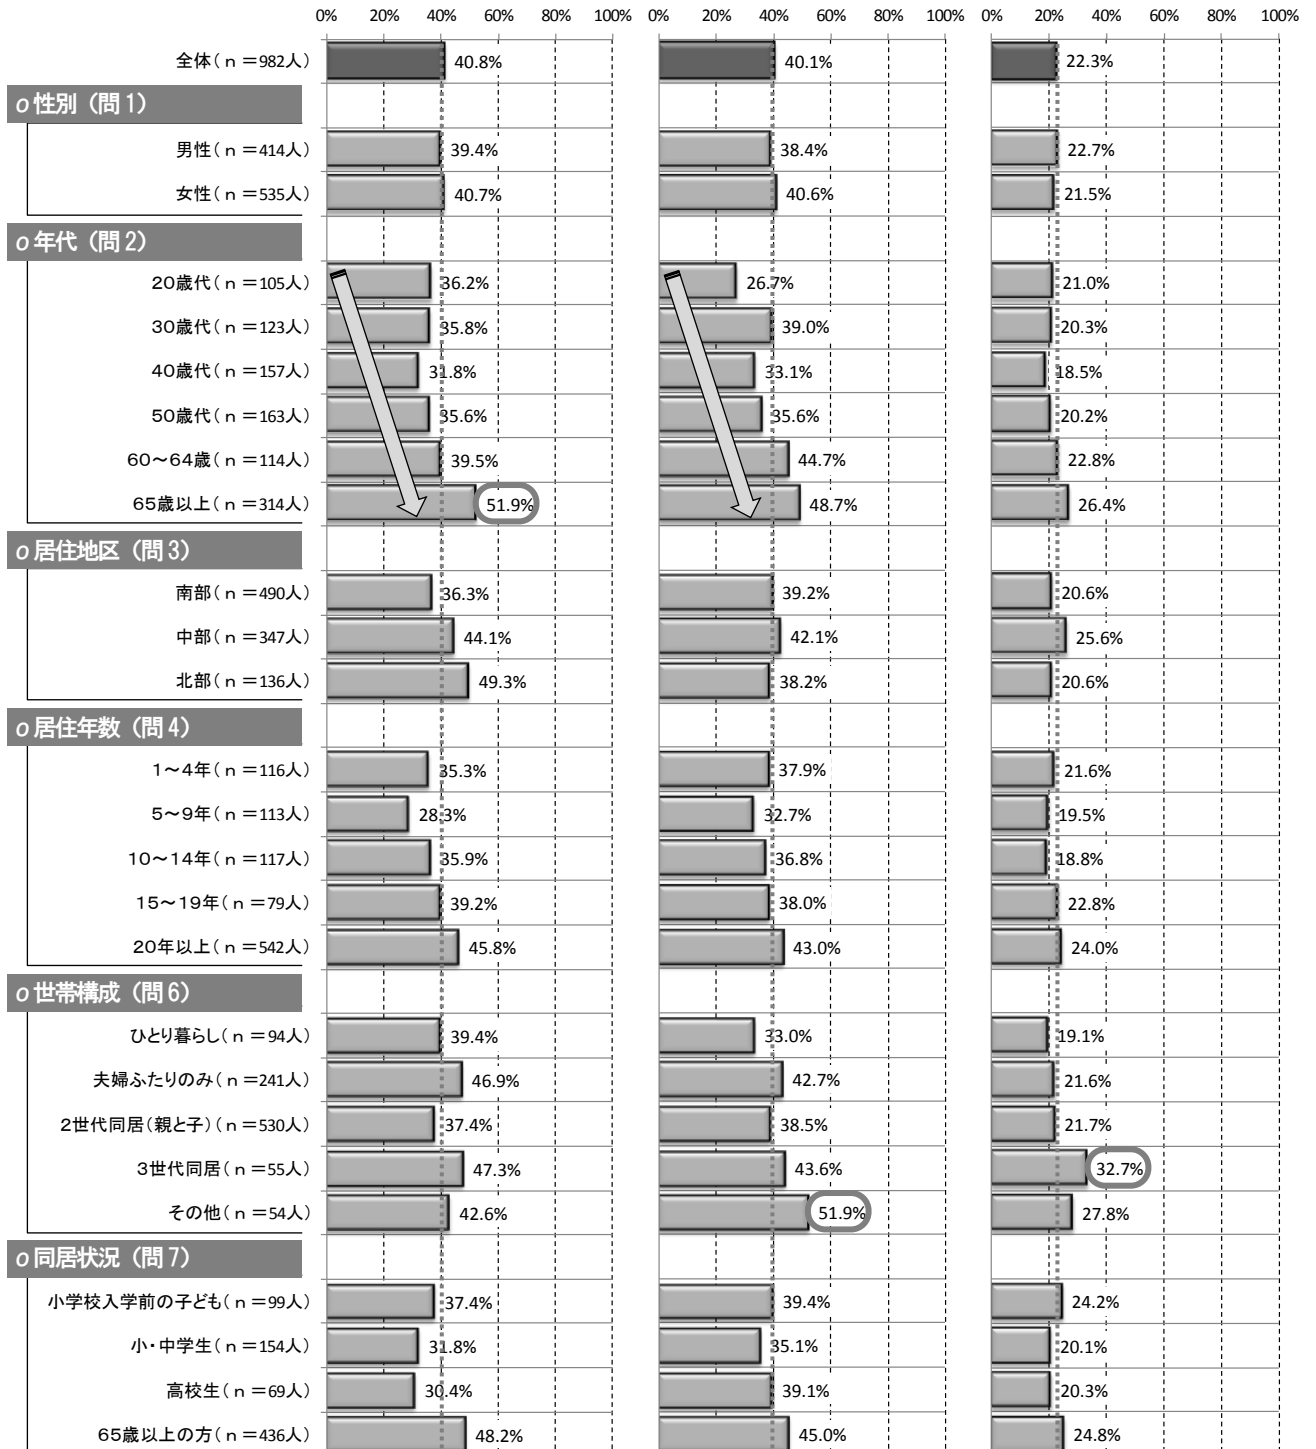 0% 20% 40% 60% 80% 100% 0% 20% 40% 60% 80% 100% 0% 20% 40% 60% 80% 100%
全体(ｎ＝982人) 40.8% 40.1% 22.3%
o 性別（問1）
男性(ｎ＝414人) 39.4% 38.4% 22.7%
女性(ｎ＝535人) 40.7% 40.6% 21.5%
o 年代（問2）
20歳代(ｎ＝105人) 36.2% 26.7% 21.0%
30歳代(ｎ＝123人) 35.8% 39.0% 20.3%
40歳代(ｎ＝157人) 31.8% 33.1% 18.5%
50歳代(ｎ＝163人) 35.6% 35.6% 20.2%
60～64歳(ｎ＝114人) 39.5% 44.7% 22.8%
65歳以上(ｎ＝314人) 51.9% 48.7% 26.4%
o 居住地区（問3）
南部(ｎ＝490人) 36.3% 39.2% 20.6%
中部(ｎ＝347人) 44.1% 42.1% 25.6%
北部(ｎ＝136人) 49.3% 38.2% 20.6%
o 居住年数（問4）
1～4年(ｎ＝116人) 35.3% 37.9% 21.6%
5～9年(ｎ＝113人) 28.3% 32.7% 19.5%
10～14年(ｎ＝117人) 35.9% 36.8% 18.8%
15～19年(ｎ＝79人) 39.2% 38.0% 22.8%
20年以上(ｎ＝542人) 45.8% 43.0% 24.0%
o 世帯構成（問6）
ひとり暮らし(ｎ＝94人) 39.4% 33.0% 19.1%
夫婦ふたりのみ(ｎ＝241人) 46.9% 42.7% 21.6%
2世代同居(親と子)(ｎ＝530人) 37.4% 38.5% 21.7%
3世代同居(ｎ＝55人) 47.3% 43.6% 32.7%
その他(ｎ＝54人) 42.6% 51.9% 27.8%
o 同居状況（問7）
小学校入学前の子ども(ｎ＝99人) 37.4% 39.4% 24.2%
小・中学生(ｎ＝154人) 31.8% 35.1% 20.1%
高校生(ｎ＝69人) 30.4% 39.1% 20.3%
65歳以上の方(ｎ＝436人) 48.2% 45.0% 24.8%